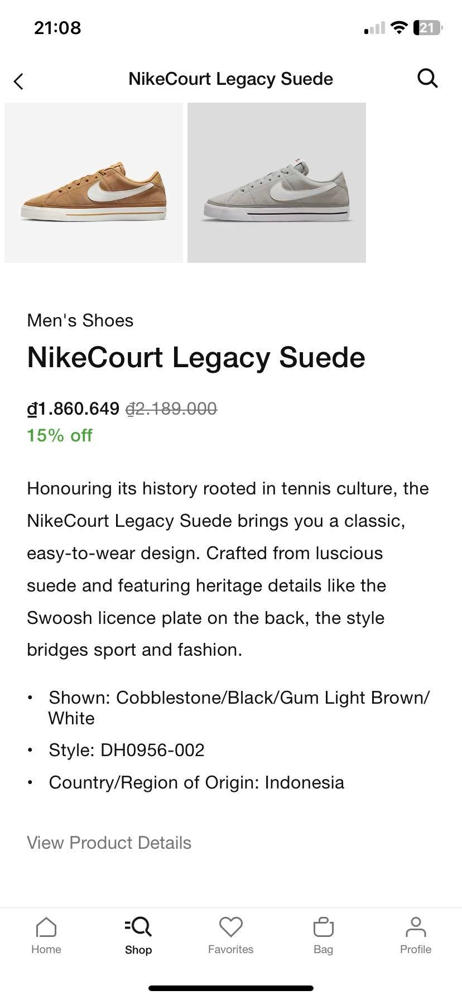 21:08
21
NikeCourt Legacy Suede
Men's Shoes
NikeCourt Legacy Suede
₫1.860.649 ₫2.189.000
15% off
Honouring its history rooted in tennis culture, the
NikeCourt Legacy Suede brings you a classic,
easy-to-wear design. Crafted from luscious
suede and featuring heritage details like the
Swoosh licence plate on the back, the style
bridges sport and fashion.
• Shown: Cobblestone/Black/Gum Light Brown/
White
• Style: DH0956-002
• Country/Region of Origin: Indonesia
View Product Details
Home
Shop
Favorites
Bag
Profile